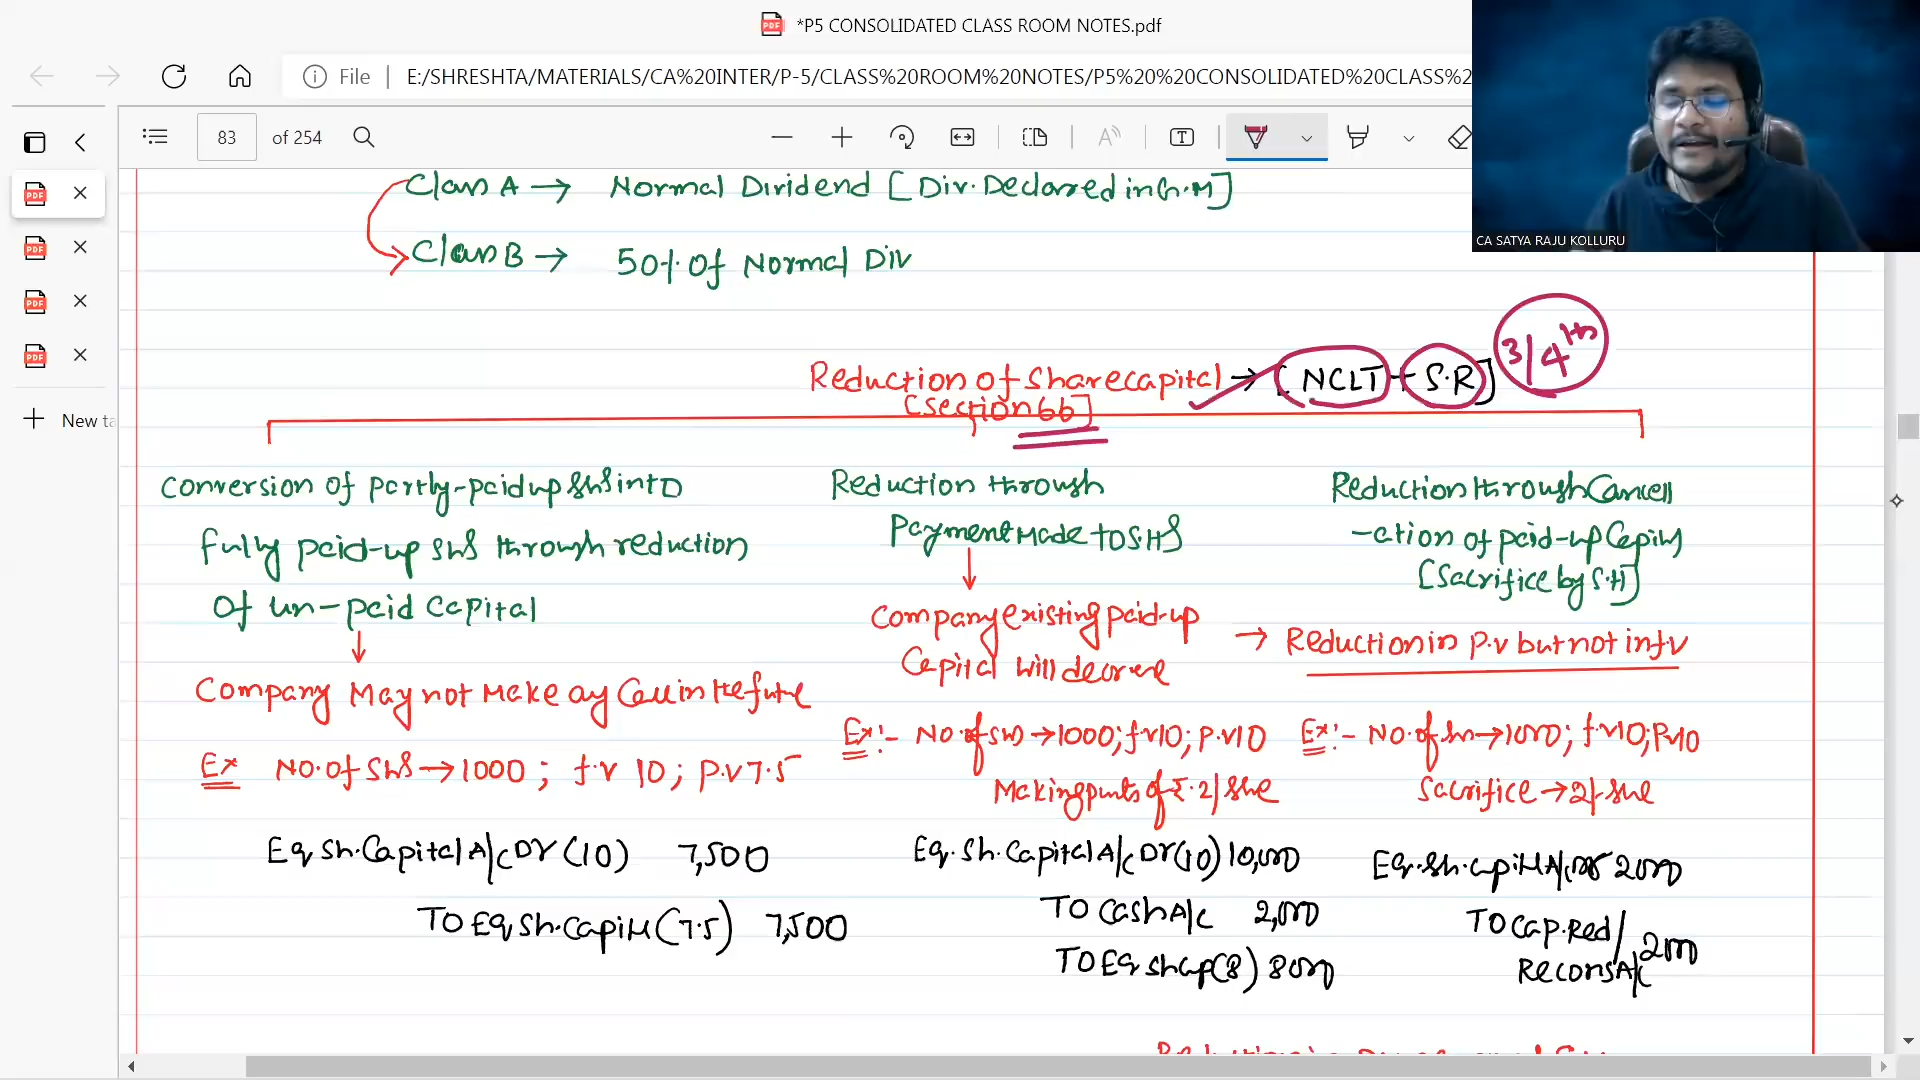 *P5 CONSOLIDATED CLASS ROOM NOTES.pdf
File
E:/SHRESHTA/MATERIALS/CA%20INTER/P-5/CLASS%20ROOM%20NOTES/P5%20%20CONSOLIDATED%20CLASS%2
83 of 254
New ta
CA SATYA RAJU KOLLURU
Class A → Normal Dividend [Div. Declared in G.M]
Class B → 50% Of Normal Div
Reduction of Share capital → [NCLT + S.R] 3/4ths
[Section 66]
Conversion of partly-paid up shs into
fully paid-up shs through reduction
Of un-paid capital
Company May not Make any Call in the future
Ex No. of Shs → 1000 ; f.v 10 ; p.v 7.5
Eq Sh. Capital A/c Dr (10) 7,500
TO Eq Sh. Capital (7.5) 7,500
Reduction through
Payment Made TO SHS
Company existing paid-up
Capital will decrease
Ex:- No. of shs → 1000; f.v 10; P.v 10
Making pmts of ₹.2/she
Eq. Sh. Capital A/c Dr (10) 10,000
TO Cash A/c 2,000
TO Eq sh cap (8) 8000
Reduction through Cancell
-ation of paid-up Capital
[Sacrifice by S.H]
→ Reduction in p.v but not in f.v
Ex:- No. of shs → 1000; f.v 10; P.v 10
Sacrifice → 2/she
Eq. sh. capital A/c Dr 2000
TO Cap. Red/ 2000
Recons A/c